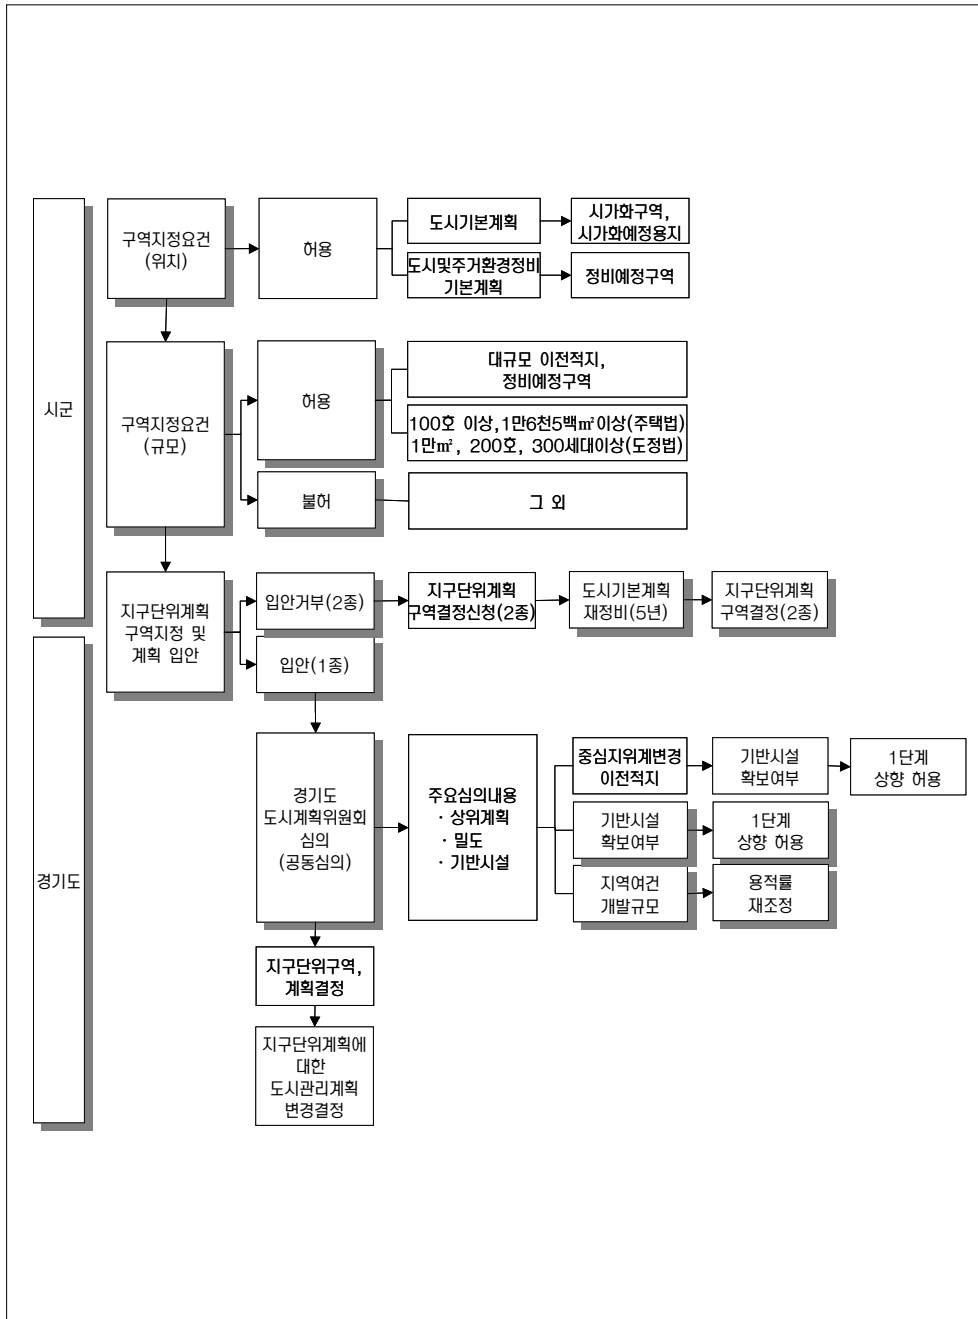 시군
구역지정요건
(위치)
허용
도시기본계획
시가화구역,
시가화예정용지
도시및주거환경정비
기본계획
정비예정구역
구역지정요건
(규모)
허용
대규모 이전적지,
정비예정구역
100호 이상,1만6천5백㎡이상(주택법)
1만㎡, 200호, 300세대이상(도정법)
불허
그 외
지구단위계획
구역지정 및
계획 입안
입안거부(2종)
지구단위계획
구역결정신청(2종)
도시기본계획
재정비(5년)
지구단위계획
구역결정(2종)
입안(1종)
경기도
경기도
도시계획위원회
심의
(공동심의)
주요심의내용
· 상위계획
· 밀도
· 기반시설
중심지위계변경
이전적지
기반시설
확보여부
1단계
상향 허용
기반시설
확보여부
1단계
상향 허용
지역여건
개발규모
용적률
재조정
지구단위구역,
계획결정
지구단위계획에
대한
도시관리계획
변경결정